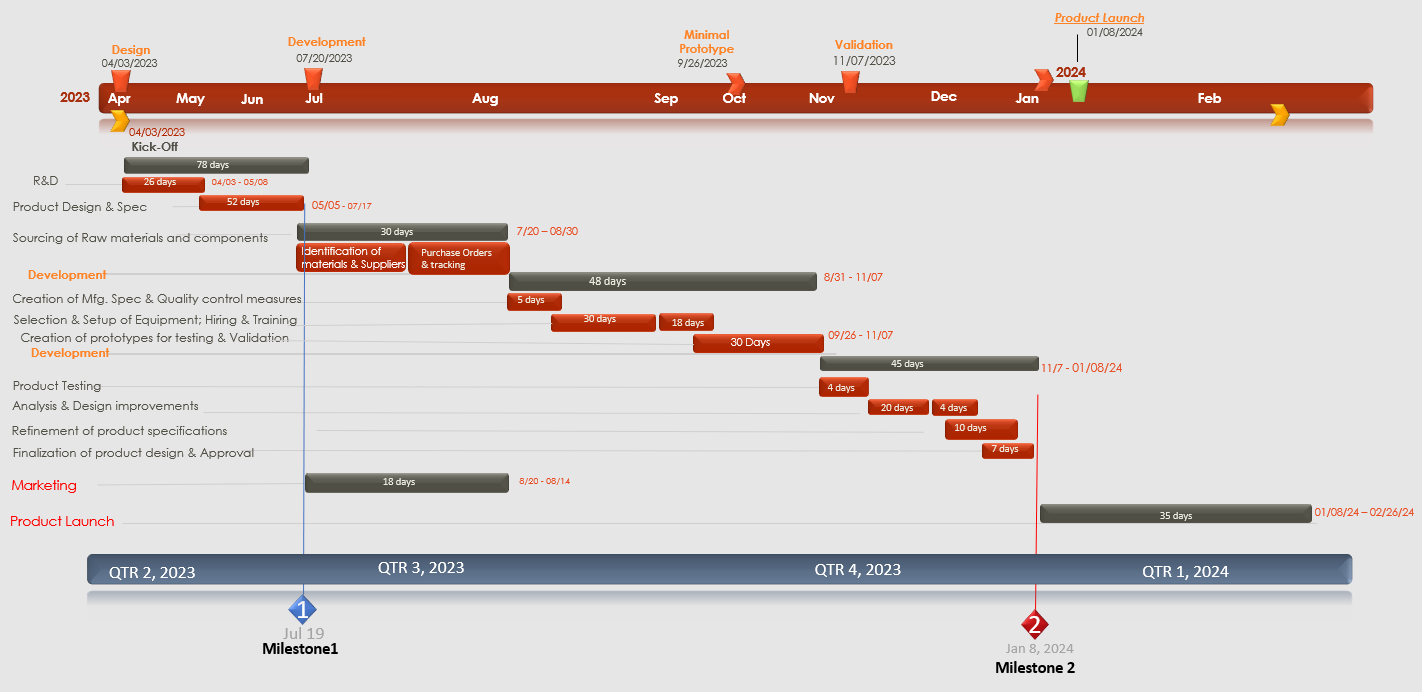 Product Launch
01/08/2024
Design
04/03/2023
Development
07/20/2023
Minimal
Prototype
9/26/2023
Validation
11/07/2023
2024
2023 Apr May Jun Jul Aug Sep Oct Nov Dec Jan Feb
04/03/2023
Kick-Off
78 days
R&D 26 days 04/03 - 05/08
Product Design & Spec 52 days 05/05 - 07/17
Sourcing of Raw materials and components 30 days 7/20 – 08/30
Identification of
materials & Suppliers
Purchase Orders
& tracking
Development 48 days 8/31 - 11/07
Creation of Mfg. Spec & Quality control measures 5 days
Selection & Setup of Equipment; Hiring & Training 30 days 18 days
Creation of prototypes for testing & Validation 30 Days 09/26 - 11/07
Development 45 days 11/7 - 01/08/24
Product Testing 4 days
Analysis & Design improvements 20 days 4 days
Refinement of product specifications 10 days
Finalization of product design & Approval 7 days
Marketing 18 days 8/20 - 08/14
Product Launch 35 days 01/08/24 – 02/26/24
QTR 2, 2023 QTR 3, 2023 QTR 4, 2023 QTR 1, 2024
1
Jul 19
Milestone1
2
Jan 8, 2024
Milestone 2